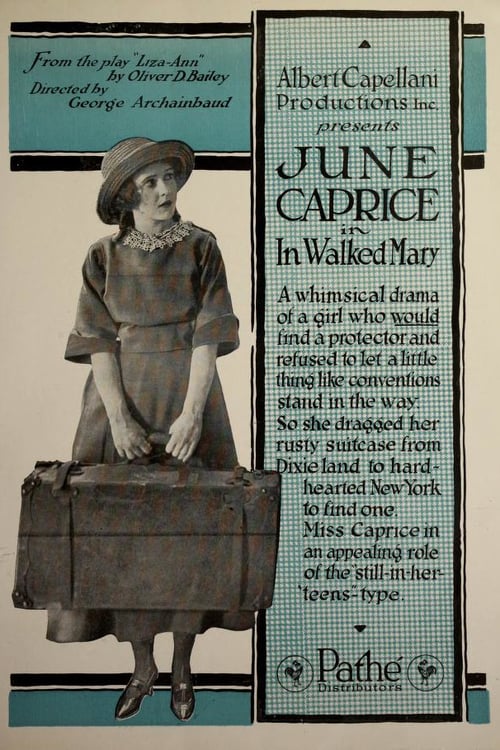 From the play "Liza-Ann"
by Oliver D. Bailey
Directed by
George Archainbaud
Albert Capellani
Productions Inc.
presents
JUNE
CAPRICE
in
In Walked Mary
A whimsical drama
of a girl who would
find a protector and
refused to let a little
thing like conventions
stand in the way.
So she dragged her
rusty suitcase from
Dixie land to hard-
hearted New York
to find one.
Miss Caprice in
an appealing role
of the "still-in-her-
'teens"-type.
Pathé
Distributors